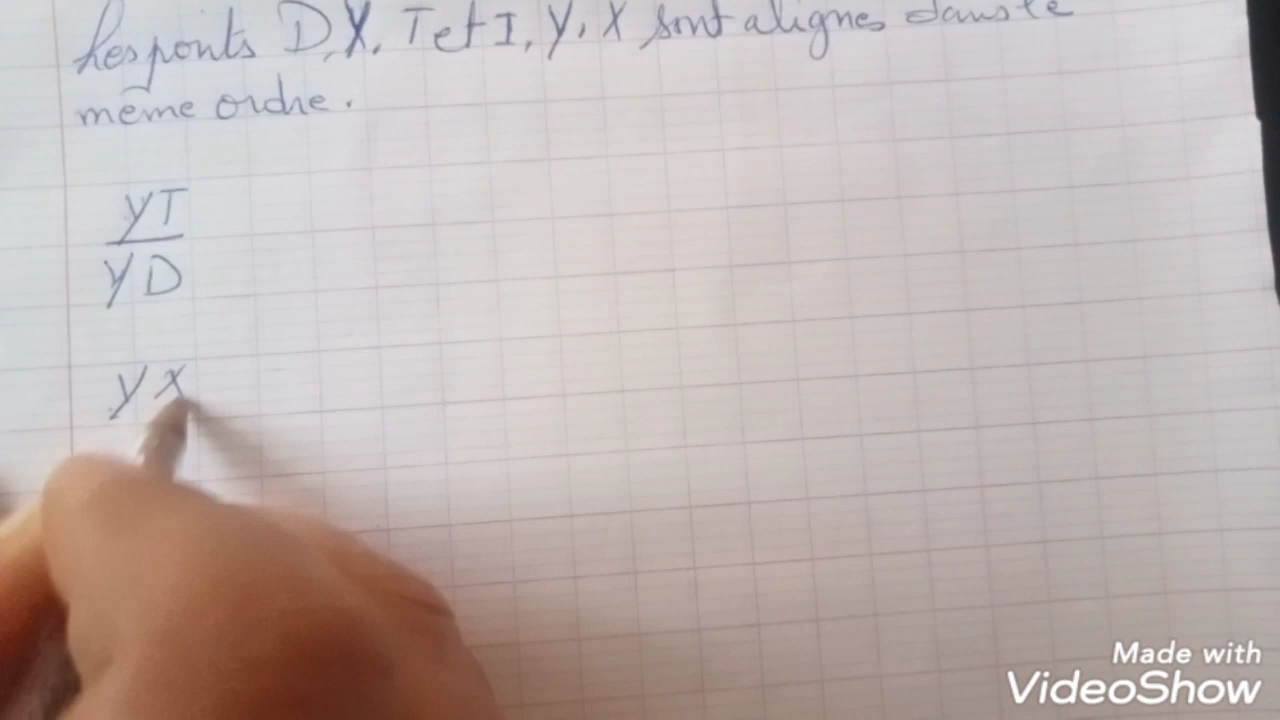 Les points D, Y, T et I, Y, X sont alignés dans le
même ordre.
YT
YD
YX
Made with
VideoShow